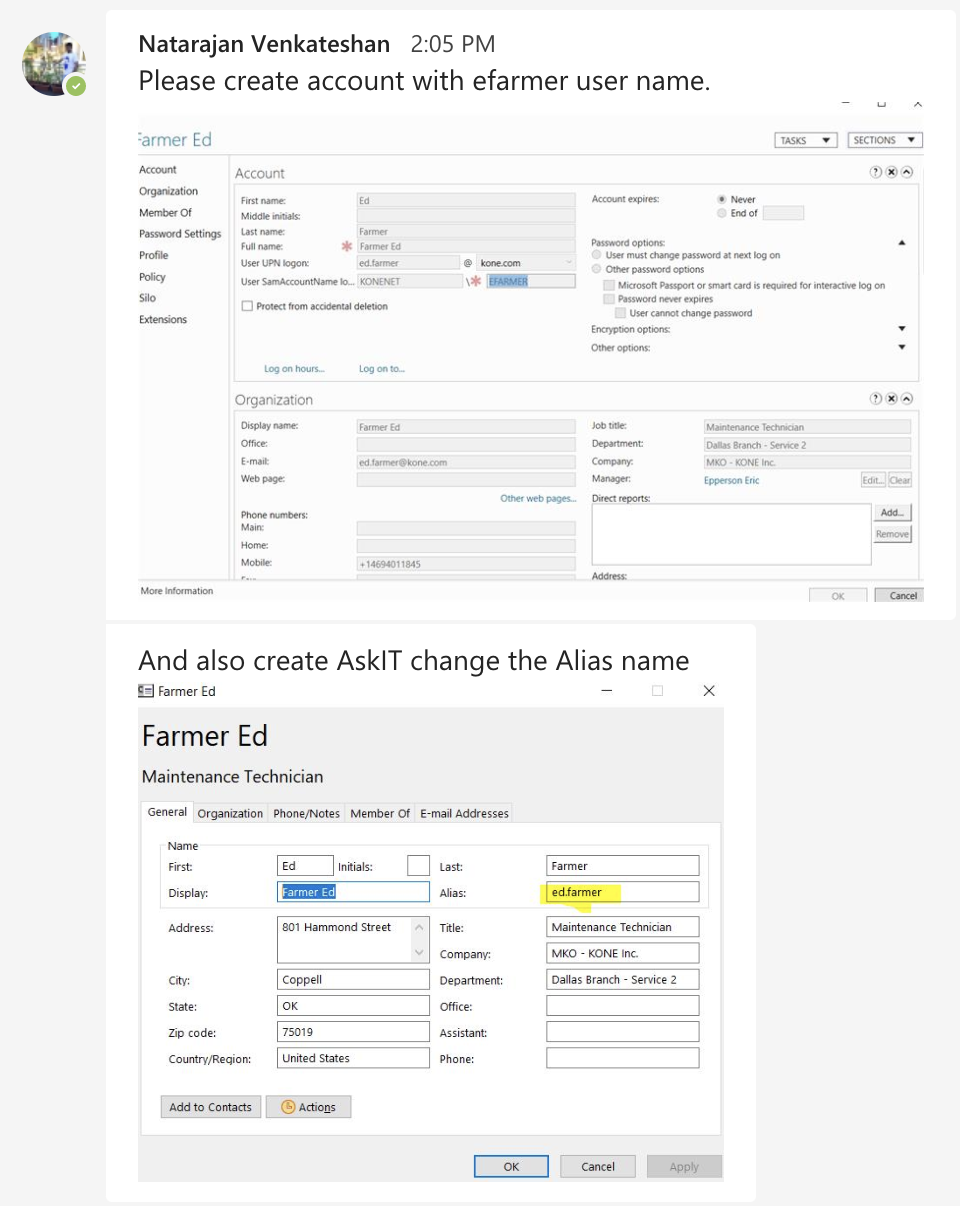 Natarajan Venkateshan 2:05 PM
Please create account with efarmer user name.
Farmer Ed
TASKS SECTIONS
Account
Organization
Member Of
Password Settings
Profile
Policy
Silo
Extensions
Account
First name: Ed
Middle initials:
Last name: Farmer
Full name: Farmer Ed
User UPN logon: ed.farmer @ kone.com
User SamAccountName lo... KONENET \ EFARMER
Protect from accidental deletion
Log on hours... Log on to...
Account expires: Never
End of
Password options:
User must change password at next log on
Other password options
Microsoft Passport or smart card is required for interactive log on
Password never expires
User cannot change password
Encryption options:
Other options:
Organization
Display name: Farmer Ed
Office:
E-mail: ed.farmer@kone.com
Web page:
Other web pages...
Phone numbers:
Main:
Home:
Mobile: +14694011845
Job title: Maintenance Technician
Department: Dallas Branch - Service 2
Company: MKO - KONE Inc.
Manager: Epperson Eric Edit... Clear
Direct reports:
Add...
Remove
Address:
More Information
OK Cancel
And also create AskIT change the Alias name
Farmer Ed
Farmer Ed
Maintenance Technician
General Organization Phone/Notes Member Of E-mail Addresses
Name
First: Ed Initials: Last: Farmer
Display: Farmer Ed Alias: ed.farmer
Address: 801 Hammond Street Title: Maintenance Technician
Company: MKO - KONE Inc.
City: Coppell Department: Dallas Branch - Service 2
State: OK Office:
Zip code: 75019 Assistant:
Country/Region: United States Phone:
Add to Contacts Actions
OK Cancel Apply